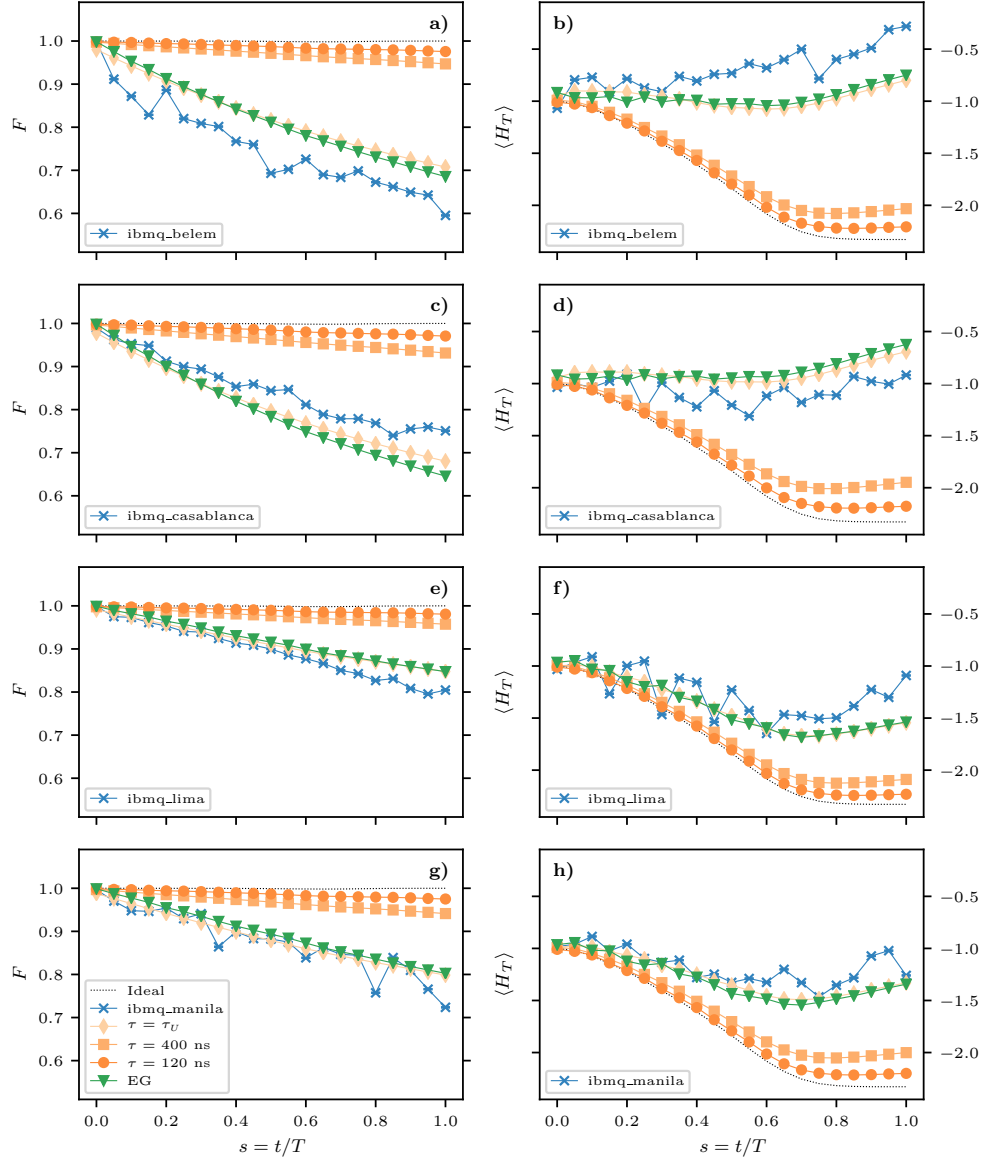 a)
1.0
0.9
0.8
0.7
0.6
F
ibmq_belem
b)
−0.5
−1.0
−1.5
−2.0
⟨H_T⟩
ibmq_belem
c)
1.0
0.9
0.8
0.7
0.6
F
ibmq_casablanca
d)
−0.5
−1.0
−1.5
−2.0
⟨H_T⟩
ibmq_casablanca
e)
1.0
0.9
0.8
0.7
0.6
F
ibmq_lima
f)
−0.5
−1.0
−1.5
−2.0
⟨H_T⟩
ibmq_lima
g)
1.0
0.9
0.8
0.7
0.6
F
Ideal
ibmq_manila
τ = τ_U
τ = 400 ns
τ = 120 ns
EG
0.0 0.2 0.4 0.6 0.8 1.0
s = t/T
h)
−0.5
−1.0
−1.5
−2.0
⟨H_T⟩
ibmq_manila
0.0 0.2 0.4 0.6 0.8 1.0
s = t/T